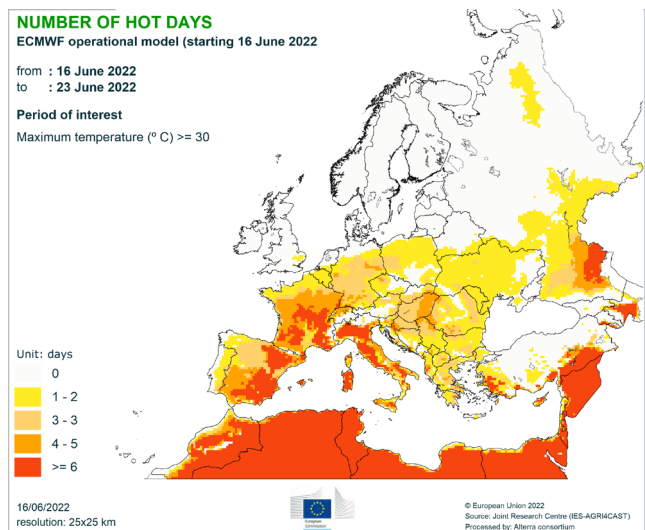 NUMBER OF HOT DAYS
ECMWF operational model (starting 16 June 2022
from : 16 June 2022
to : 23 June 2022
Period of interest
Maximum temperature (º C) >= 30
Unit: days
0
1 - 2
3 - 3
4 - 5
>= 6
16/06/2022
resolution: 25x25 km
European
Commission
© European Union 2022
Source: Joint Research Centre (IES-AGRI4CAST)
Processed by: Alterra consortium